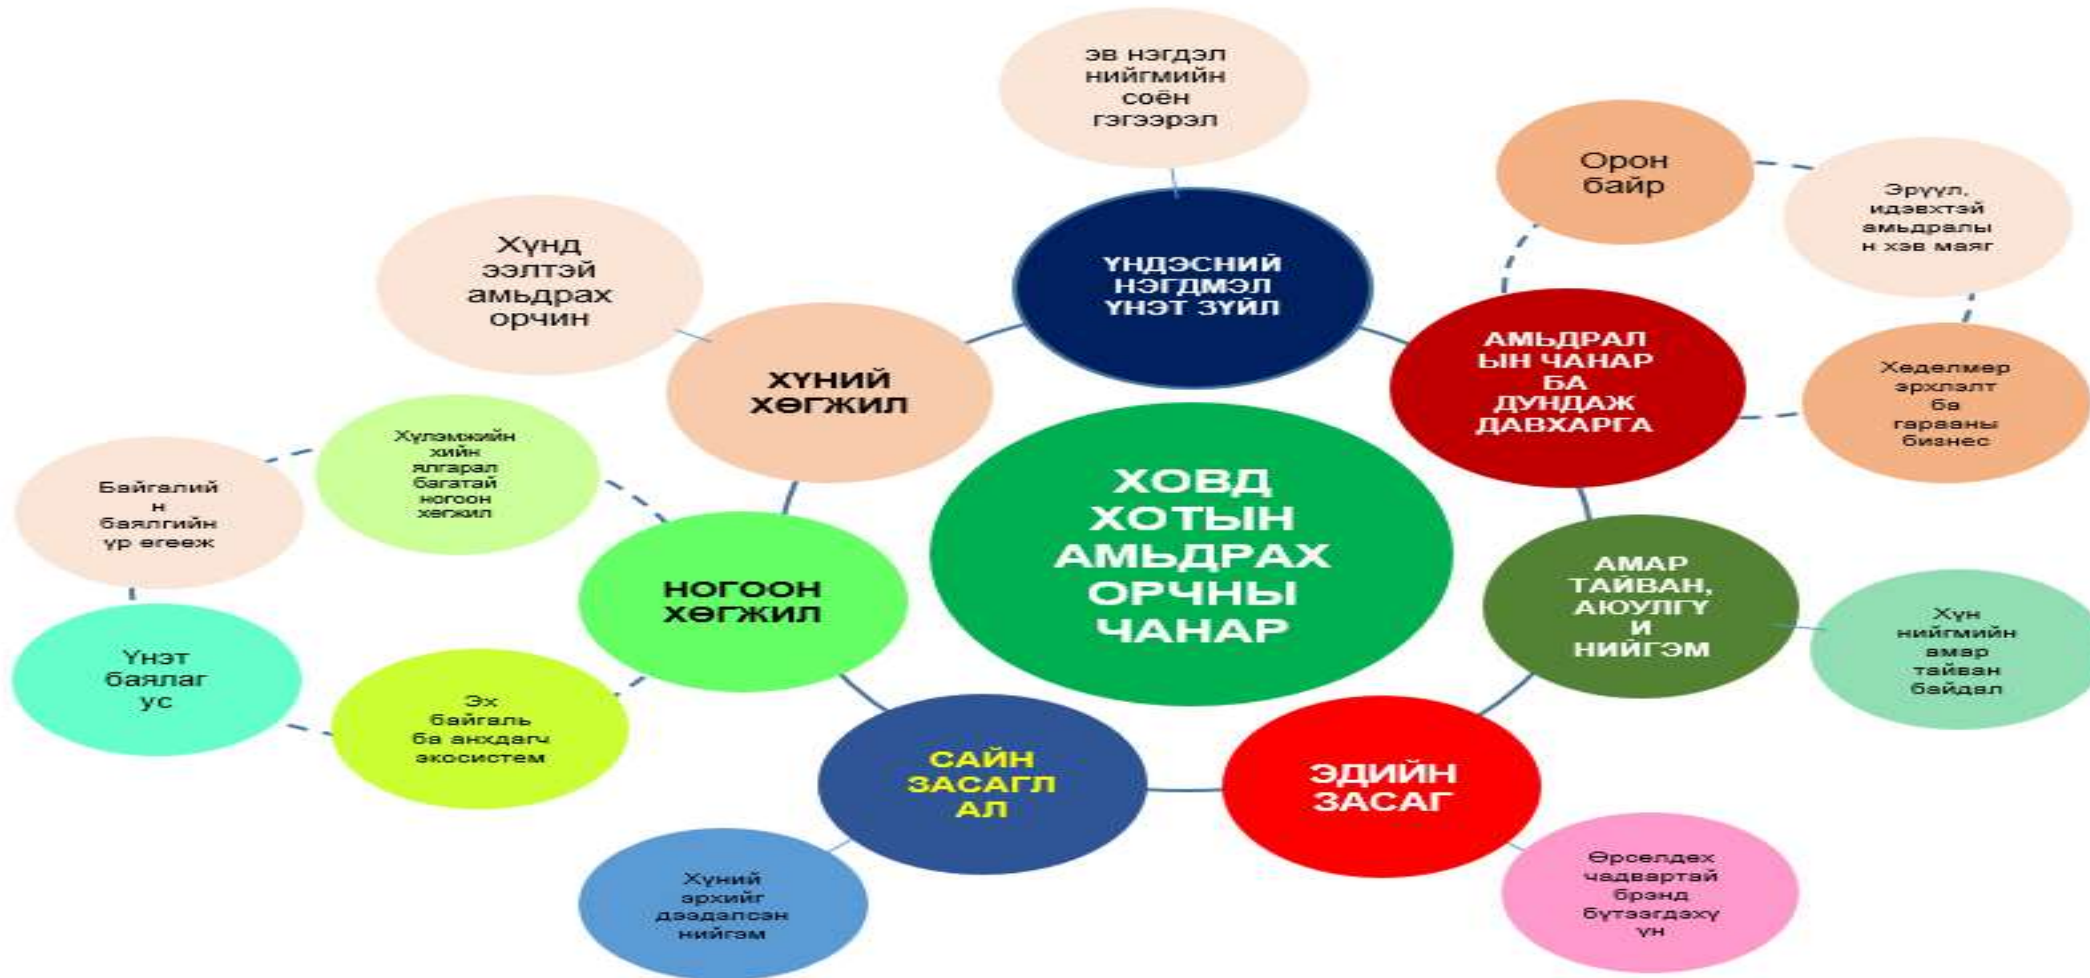 эв нэгдэл
нийгмийн
соён
гэгээрэл
Орон
байр
Эрүүл,
идэвхтэй
амьдралы
н хэв маяг
Хүнд
ээлтэй
амьдрах
орчин
ҮНДЭСНИЙ
НЭГДМЭЛ
ҮНЭТ ЗҮЙЛ
АМЬДРАЛ
ЫН ЧАНАР
БА
ДУНДАЖ
ДАВХАРГА
Хөдөлмөр
эрхлэлт
ба
гарааны
бизнес
ХҮНИЙ
ХӨГЖИЛ
Хүлэмжийн
хийн
ялгарал
багатай
ногоон
хөгжил
Байгалий
н
баялгийн
үр өгөөж
ХОВД
ХОТЫН
АМЬДРАХ
ОРЧНЫ
ЧАНАР
НОГООН
ХӨГЖИЛ
АМАР
ТАЙВАН,
АЮУЛГҮ
Й
НИЙГЭМ
Хүн
нийгмийн
амар
тайван
байдал
Үнэт
баялаг
ус
Эх
байгаль
ба анхдагч
экосистем
САЙН
ЗАСАГЛ
АЛ
ЭДИЙН
ЗАСАГ
Хүний
эрхийг
дээдэлсэн
нийгэм
Өрсөлдөх
чадвартай
брэнд
бүтээгдэхү
үн